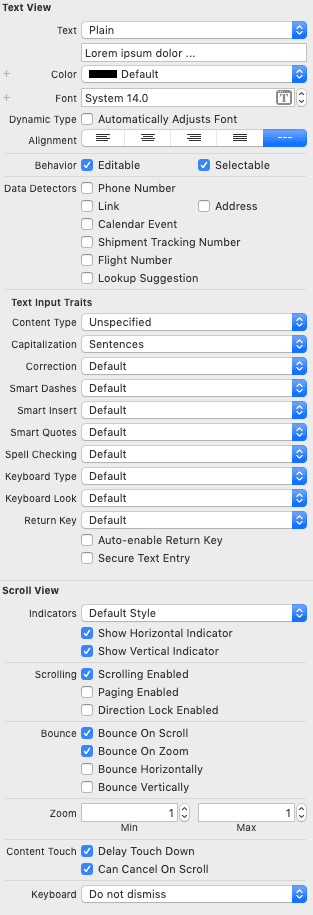 Text View
Text Plain
Lorem ipsum dolor ...
+ Color Default
+ Font System 14.0 T
Dynamic Type Automatically Adjusts Font
Alignment
Behavior Editable Selectable
Data Detectors Phone Number
Link Address
Calendar Event
Shipment Tracking Number
Flight Number
Lookup Suggestion
Text Input Traits
Content Type Unspecified
Capitalization Sentences
Correction Default
Smart Dashes Default
Smart Insert Default
Smart Quotes Default
Spell Checking Default
Keyboard Type Default
Keyboard Look Default
Return Key Default
Auto-enable Return Key
Secure Text Entry
Scroll View
Indicators Default Style
Show Horizontal Indicator
Show Vertical Indicator
Scrolling Scrolling Enabled
Paging Enabled
Direction Lock Enabled
Bounce Bounce On Scroll
Bounce On Zoom
Bounce Horizontally
Bounce Vertically
Zoom 1 1
Min Max
Content Touch Delay Touch Down
Can Cancel On Scroll
Keyboard Do not dismiss